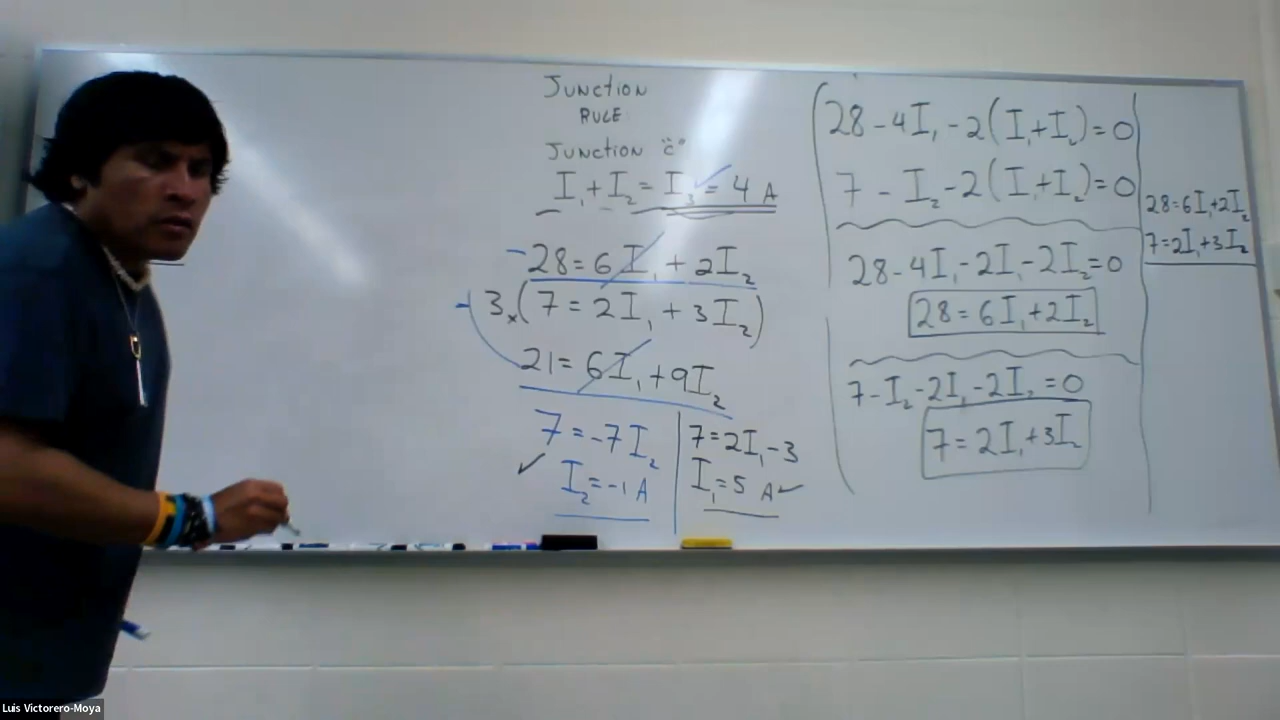 Junction
RULE
Junction "c"
I₁+I₂=I₃=4 A
-28=6I₁+2I₂
-3x(7=2I₁+3I₂)
21=6I₁+9I₂
7=-7I₂
I₂=-1 A
7=2I₁-3
I₁=5 A
28-4I₁-2(I₁+I₂)=0
7-I₂-2(I₁+I₂)=0
28-4I₁-2I₁-2I₂=0
28=6I₁+2I₂
7-I₂-2I₁-2I₂=0
7=2I₁+3I₂
28=6I₁+2I₂
7=2I₁+3I₂
Luis Victorero-Moya